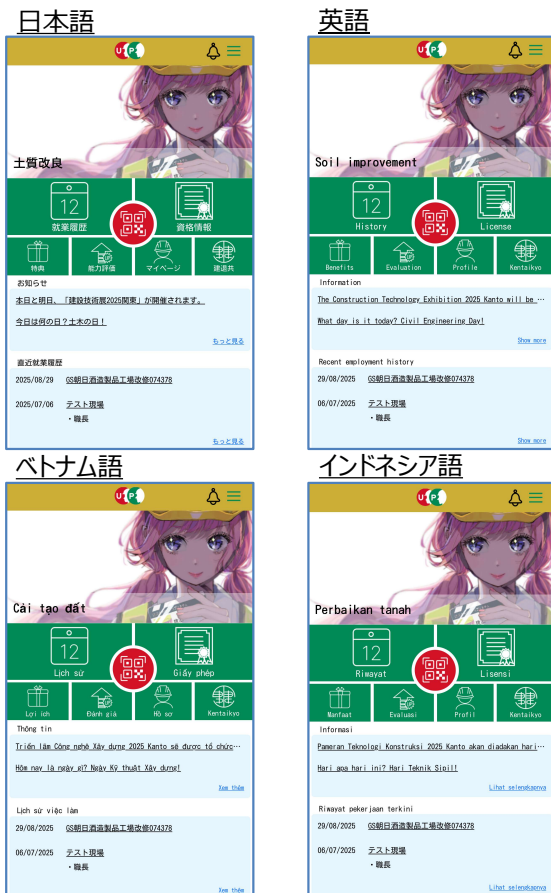 日本語
英語
U P
土質改良
12
就業履歴
資格情報
特典
能力評価
マイページ
建退共
お知らせ
本日と明日、「建設技術展2025関東」が開催されます。
今日は何の日？土木の日！
もっと見る
直近就業履歴
2025/08/29 GS朝日酒造製品工場改修074378
2025/07/06 テスト現場
・職長
もっと見る
U P
Soil improvement
12
History
License
Benefits
Evaluation
Profile
Kentaikyo
Information
The Construction Technology Exhibition 2025 Kanto will be …
What day is it today? Civil Engineering Day!
Show more
Recent employment history
29/08/2025 GS朝日酒造製品工場改修074378
06/07/2025 テスト現場
・職長
Show more
ベトナム語
インドネシア語
U P
Cải tạo đất
12
Lịch sử
Giấy phép
Lợi ích
Đánh giá
Hồ sơ
Kentaikyo
Thông tin
Triển lãm Công nghệ Xây dựng 2025 Kanto sẽ được tổ chức…
Hôm nay là ngày gì? Ngày Kỹ thuật Xây dựng!
Xem thêm
Lịch sử việc làm
29/08/2025 GS朝日酒造製品工場改修074378
06/07/2025 テスト現場
・職長
Xem thêm
U P
Perbaikan tanah
12
Riwayat
Lisensi
Manfaat
Evaluasi
Profil
Kentaikyo
Informasi
Pameran Teknologi Konstruksi 2025 Kanto akan diadakan hari…
Hari apa hari ini? Hari Teknik Sipil!
Lihat selengkapnya
Riwayat pekerjaan terkini
29/08/2025 GS朝日酒造製品工場改修074378
06/07/2025 テスト現場
・職長
Lihat selengkapnya